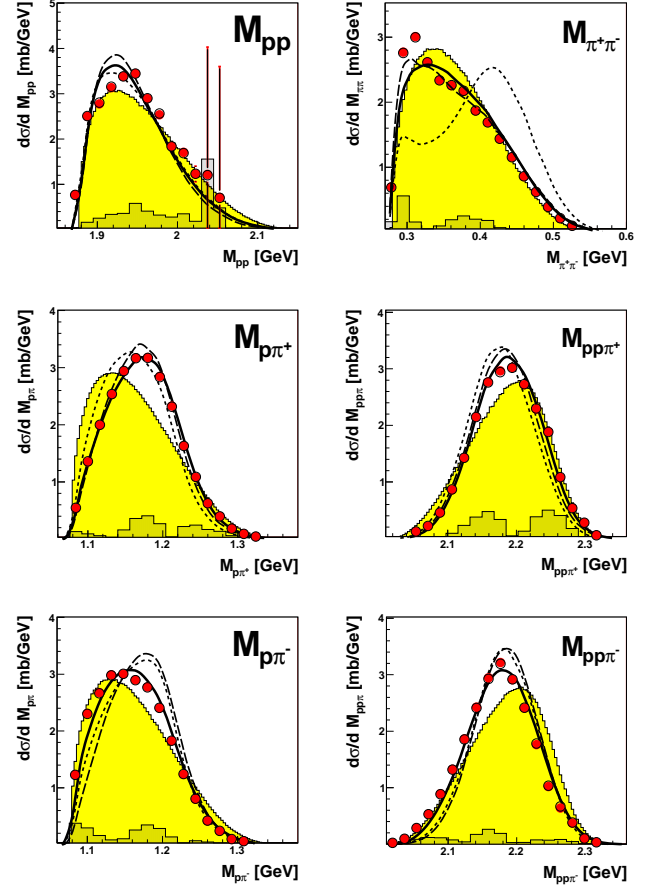 M_pp
dσ/d M_pp [mb/GeV]
5
4
3
2
1
1.9 2 2.1
M_pp [GeV]
M_π⁺π⁻
dσ/d M_ππ [mb/GeV]
3
2
1
0.3 0.4 0.5 0.6
M_π⁺π⁻ [GeV]
M_pπ⁺
dσ/d M_pπ [mb/GeV]
4
3
2
1
1.1 1.2 1.3
M_pπ⁺ [GeV]
M_ppπ⁺
dσ/d M_ppπ [mb/GeV]
4
3
2
1
2.1 2.2 2.3
M_ppπ⁺ [GeV]
M_pπ⁻
dσ/d M_pπ [mb/GeV]
4
3
2
1
1.1 1.2 1.3
M_pπ⁻ [GeV]
M_ppπ⁻
dσ/d M_ppπ [mb/GeV]
4
3
2
1
2.1 2.2 2.3
M_ppπ⁻ [GeV]